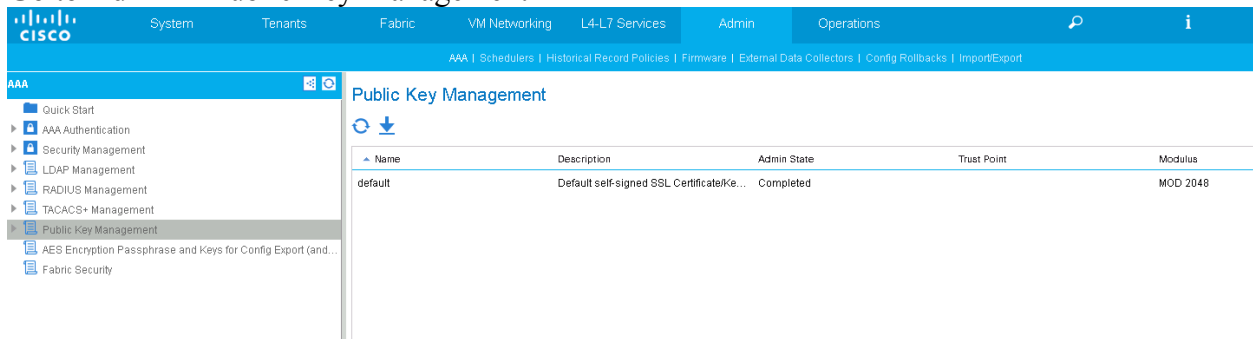 CISCO
System Tenants Fabric VM Networking L4-L7 Services Admin Operations
AAA | Schedulers | Historical Record Policies | Firmware | External Data Collectors | Config Rollbacks | Import/Export
AAA
Quick Start
AAA Authentication
Security Management
LDAP Management
RADIUS Management
TACACS+ Management
Public Key Management
AES Encryption Passphrase and Keys for Config Export (and...
Fabric Security
Public Key Management
Name Description Admin State Trust Point Modulus
default Default self-signed SSL Certificate/Ke... Completed MOD 2048